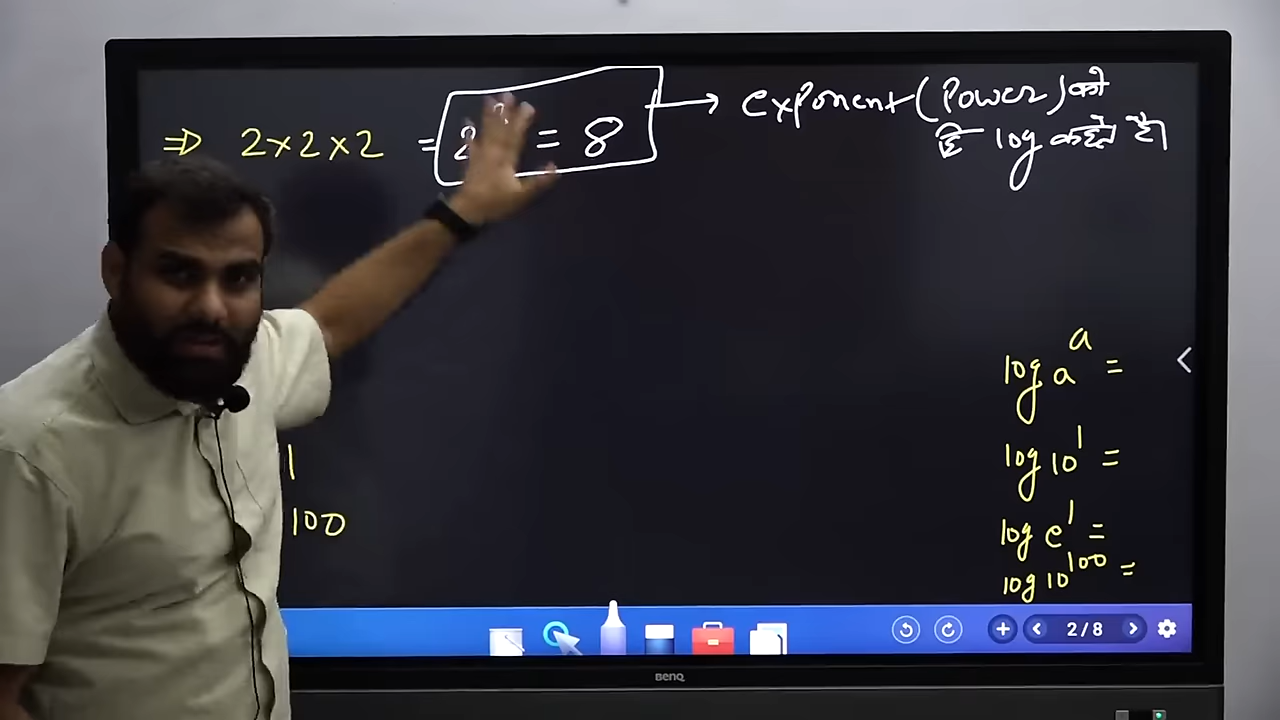 ⇒ 2×2×2 = 2 = 8 → exponent (Power) को
हि log कहते है।
log a^a =
log 10^1 =
1
log e^1 =
100
log 10^100 =
2/8
BENQ